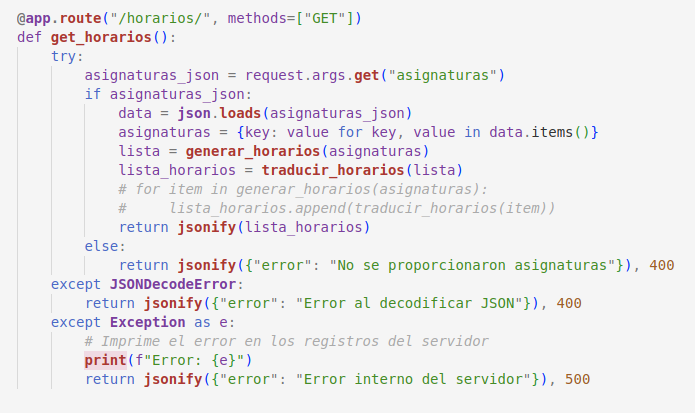 @app.route("/horarios/", methods=["GET"])
def get_horarios():
    try:
        asignaturas_json = request.args.get("asignaturas")
        if asignaturas_json:
            data = json.loads(asignaturas_json)
            asignaturas = {key: value for key, value in data.items()}
            lista = generar_horarios(asignaturas)
            lista_horarios = traducir_horarios(lista)
            # for item in generar_horarios(asignaturas):
            #     lista_horarios.append(traducir_horarios(item))
            return jsonify(lista_horarios)
        else:
            return jsonify({"error": "No se proporcionaron asignaturas"}), 400
    except JSONDecodeError:
        return jsonify({"error": "Error al decodificar JSON"}), 400
    except Exception as e:
        # Imprime el error en los registros del servidor
        print(f"Error: {e}")
        return jsonify({"error": "Error interno del servidor"}), 500